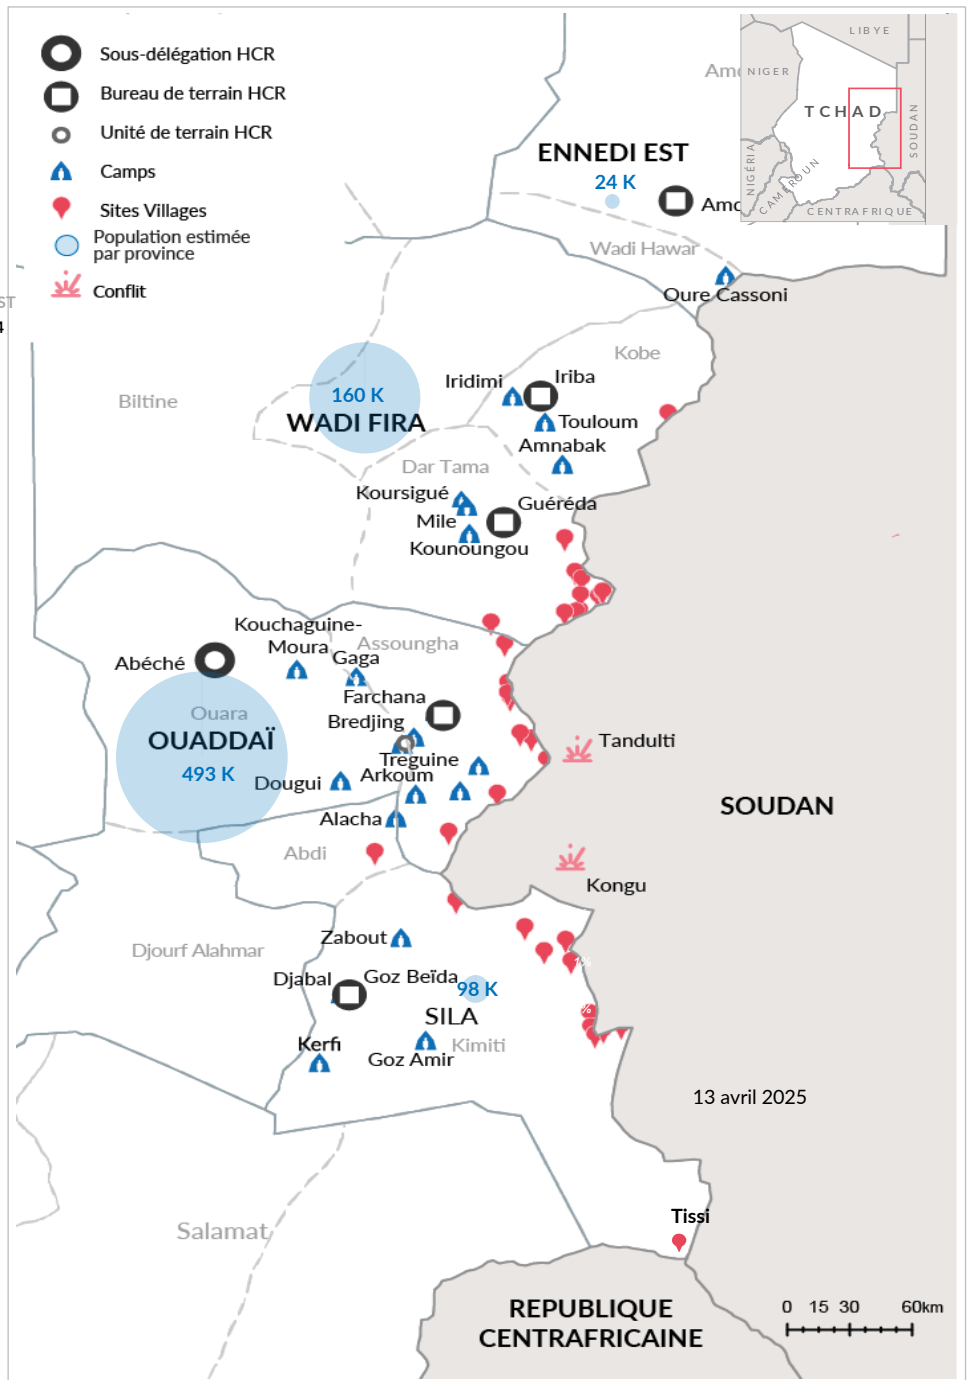 Sous-délégation HCR
Bureau de terrain HCR
Unité de terrain HCR
Camps
Sites Villages
Population estimée
par province
Conflit
ST
4
LIBYE
NIGER
TCHAD
SOUDAN
NIGÉRIA
CAMEROUN
CENTRAFRIQUE
ENNEDI EST
24 K
Wadi Hawar
Oure Cassoni
Kobe
Iridimi
Iriba
160 K
WADI FIRA
Biltine
Touloum
Amnabak
Dar Tama
Koursigué
Guéréda
Mile
Kounoungou
Kouchaguine-
Moura
Assoungha
Gaga
Abéché
Farchana
Ouara
Bredjing
OUADDAÏ
Tandulti
Treguine
493 K
Arkoum
Dougui
SOUDAN
Alacha
Abdi
Kongu
Zabout
Djourf Alahmar
1%
Djabal
Goz Beïda
98 K
%
SILA
Kerfi
Kimiti
Goz Amir
13 avril 2025
Tissi
Salamat
REPUBLIQUE
CENTRAFRICAINE
0 15 30 60km